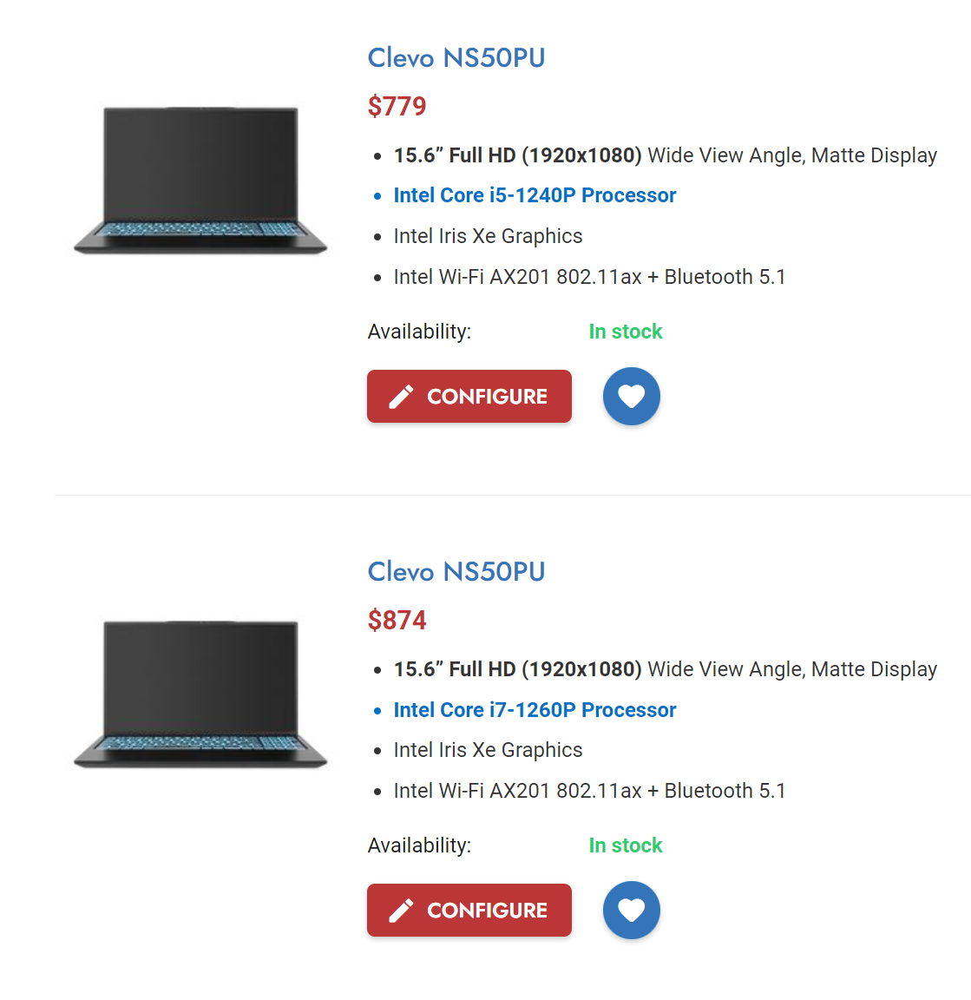 Clevo NS50PU
$779
15.6” Full HD (1920x1080) Wide View Angle, Matte Display
Intel Core i5-1240P Processor
Intel Iris Xe Graphics
Intel Wi-Fi AX201 802.11ax + Bluetooth 5.1
Availability: In stock
CONFIGURE
Clevo NS50PU
$874
15.6” Full HD (1920x1080) Wide View Angle, Matte Display
Intel Core i7-1260P Processor
Intel Iris Xe Graphics
Intel Wi-Fi AX201 802.11ax + Bluetooth 5.1
Availability: In stock
CONFIGURE